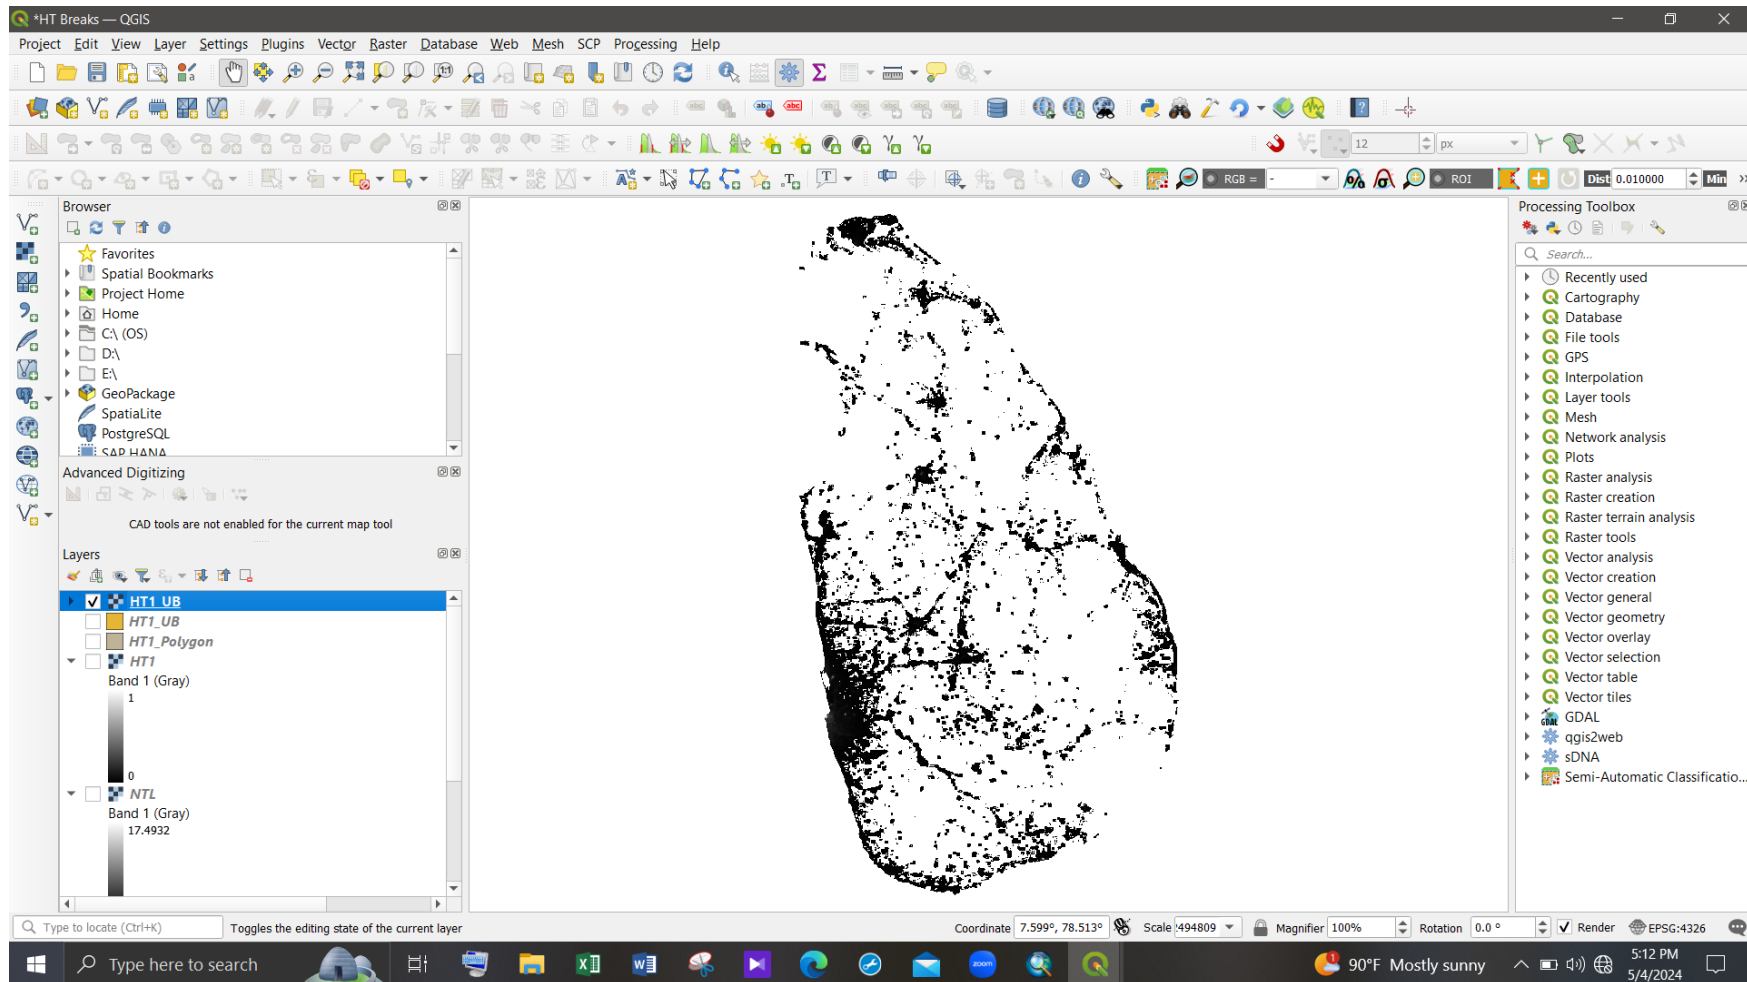 *HT Breaks — QGIS
Project Edit View Layer Settings Plugins Vector Raster Database Web Mesh SCP Processing Help
12 px
RGB = - ROI Dist 0.010000 Min
Browser
Favorites
Spatial Bookmarks
Project Home
Home
C:\ (OS)
D:\
E:\
GeoPackage
SpatiaLite
PostgreSQL
SAP HANA
Advanced Digitizing
CAD tools are not enabled for the current map tool
Layers
HT1_UB
HT1_UB
HT1_Polygon
HT1
Band 1 (Gray)
1
0
NTL
Band 1 (Gray)
17.4932
Processing Toolbox
Search...
Recently used
Cartography
Database
File tools
GPS
Interpolation
Layer tools
Mesh
Network analysis
Plots
Raster analysis
Raster creation
Raster terrain analysis
Raster tools
Vector analysis
Vector creation
Vector general
Vector geometry
Vector overlay
Vector selection
Vector table
Vector tiles
GDAL
qgis2web
sDNA
Semi-Automatic Classificatio...
Type to locate (Ctrl+K) Toggles the editing state of the current layer Coordinate 7.599°, 78.513° Scale 494809 Magnifier 100% Rotation 0.0 ° Render EPSG:4326
Type here to search zoom 90°F Mostly sunny 5:12 PM
5/4/2024